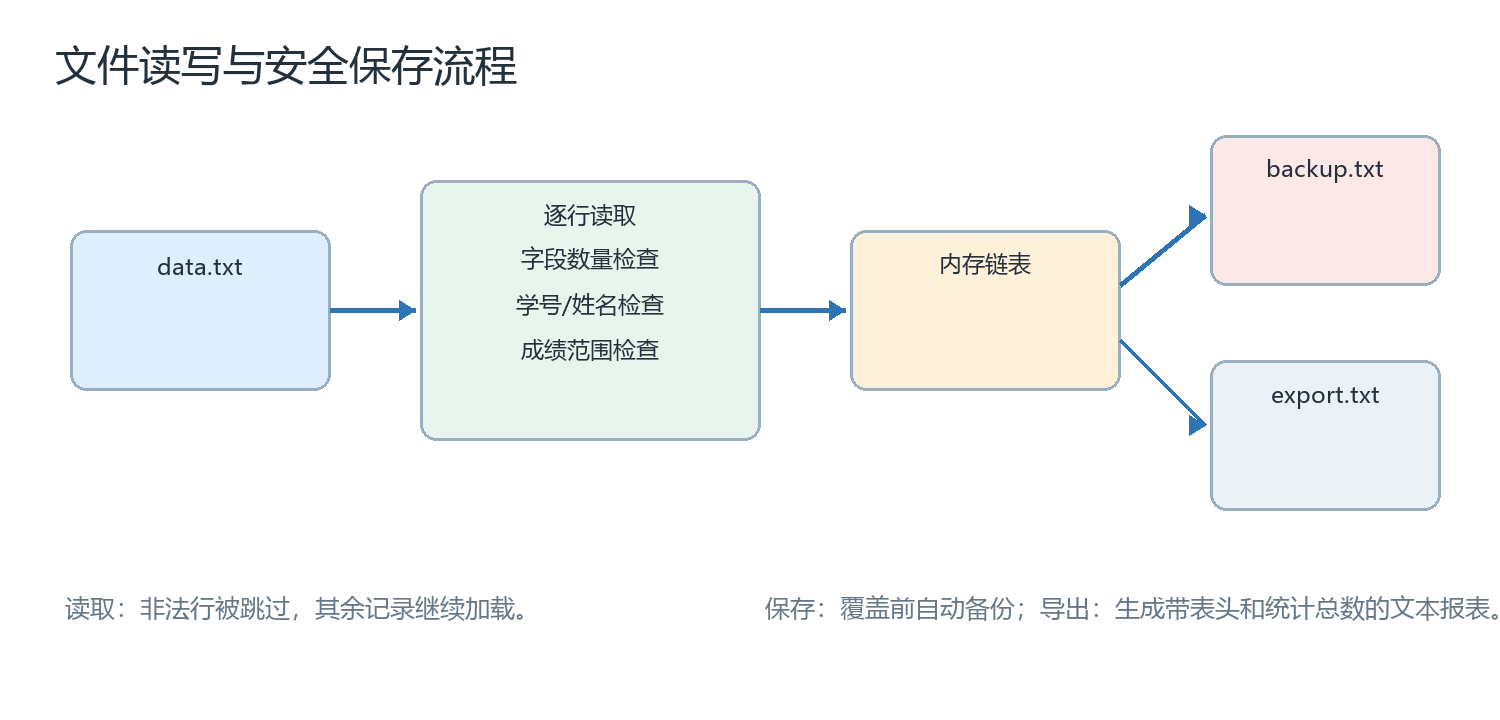 文件读写与安全保存流程
data.txt
逐行读取
字段数量检查
学号/姓名检查
成绩范围检查
内存链表
backup.txt
export.txt
读取：非法行被跳过，其余记录继续加载。
保存：覆盖前自动备份；导出：生成带表头和统计总数的文本报表。